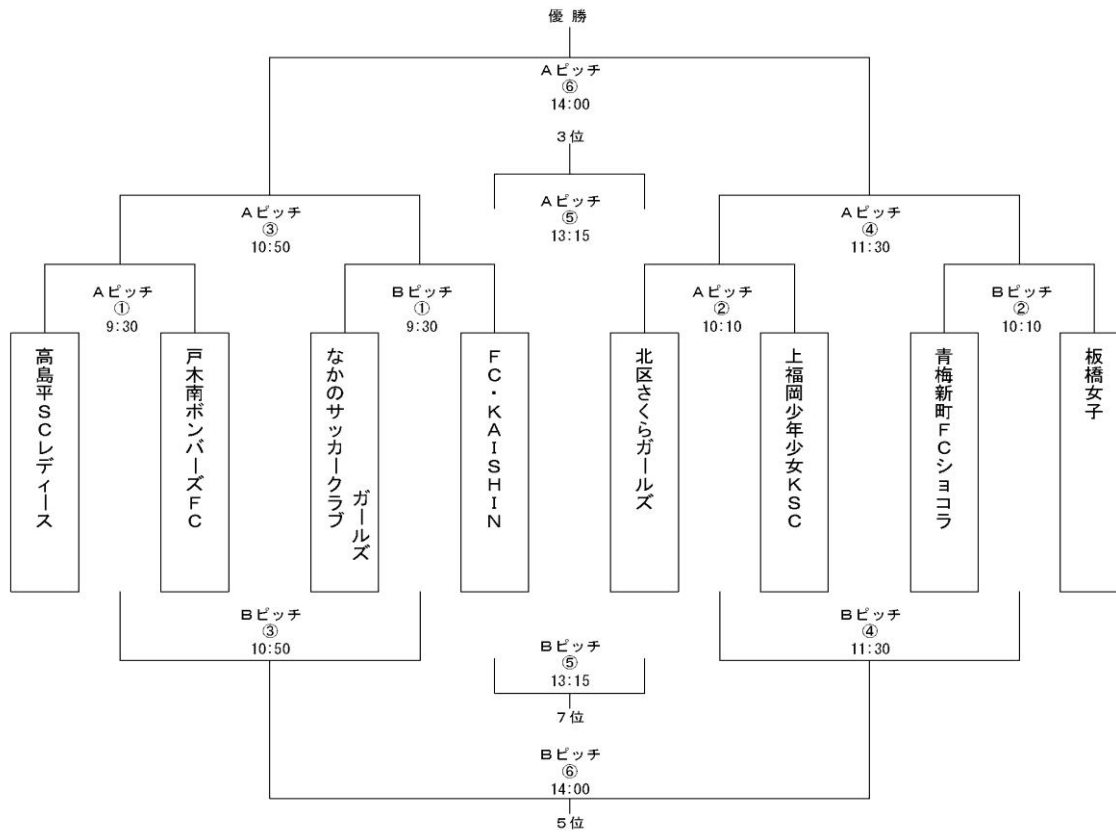 優 勝
Aピッチ
⑥
14:00
3位
Aピッチ
③
10:50
Aピッチ
⑤
13:15
Aピッチ
④
11:30
Aピッチ
①
9:30
Bピッチ
①
9:30
Aピッチ
②
10:10
Bピッチ
②
10:10
高島平SCレディース
戸木南ボンバーズFC
なかのサッカークラブ
ガールズ
FC・KAISHIN
北区さくらガールズ
上福岡少年少女KSC
青梅新町FCショコラ
板橋女子
Bピッチ
③
10:50
Bピッチ
⑤
13:15
7位
Bピッチ
④
11:30
Bピッチ
⑥
14:00
5位